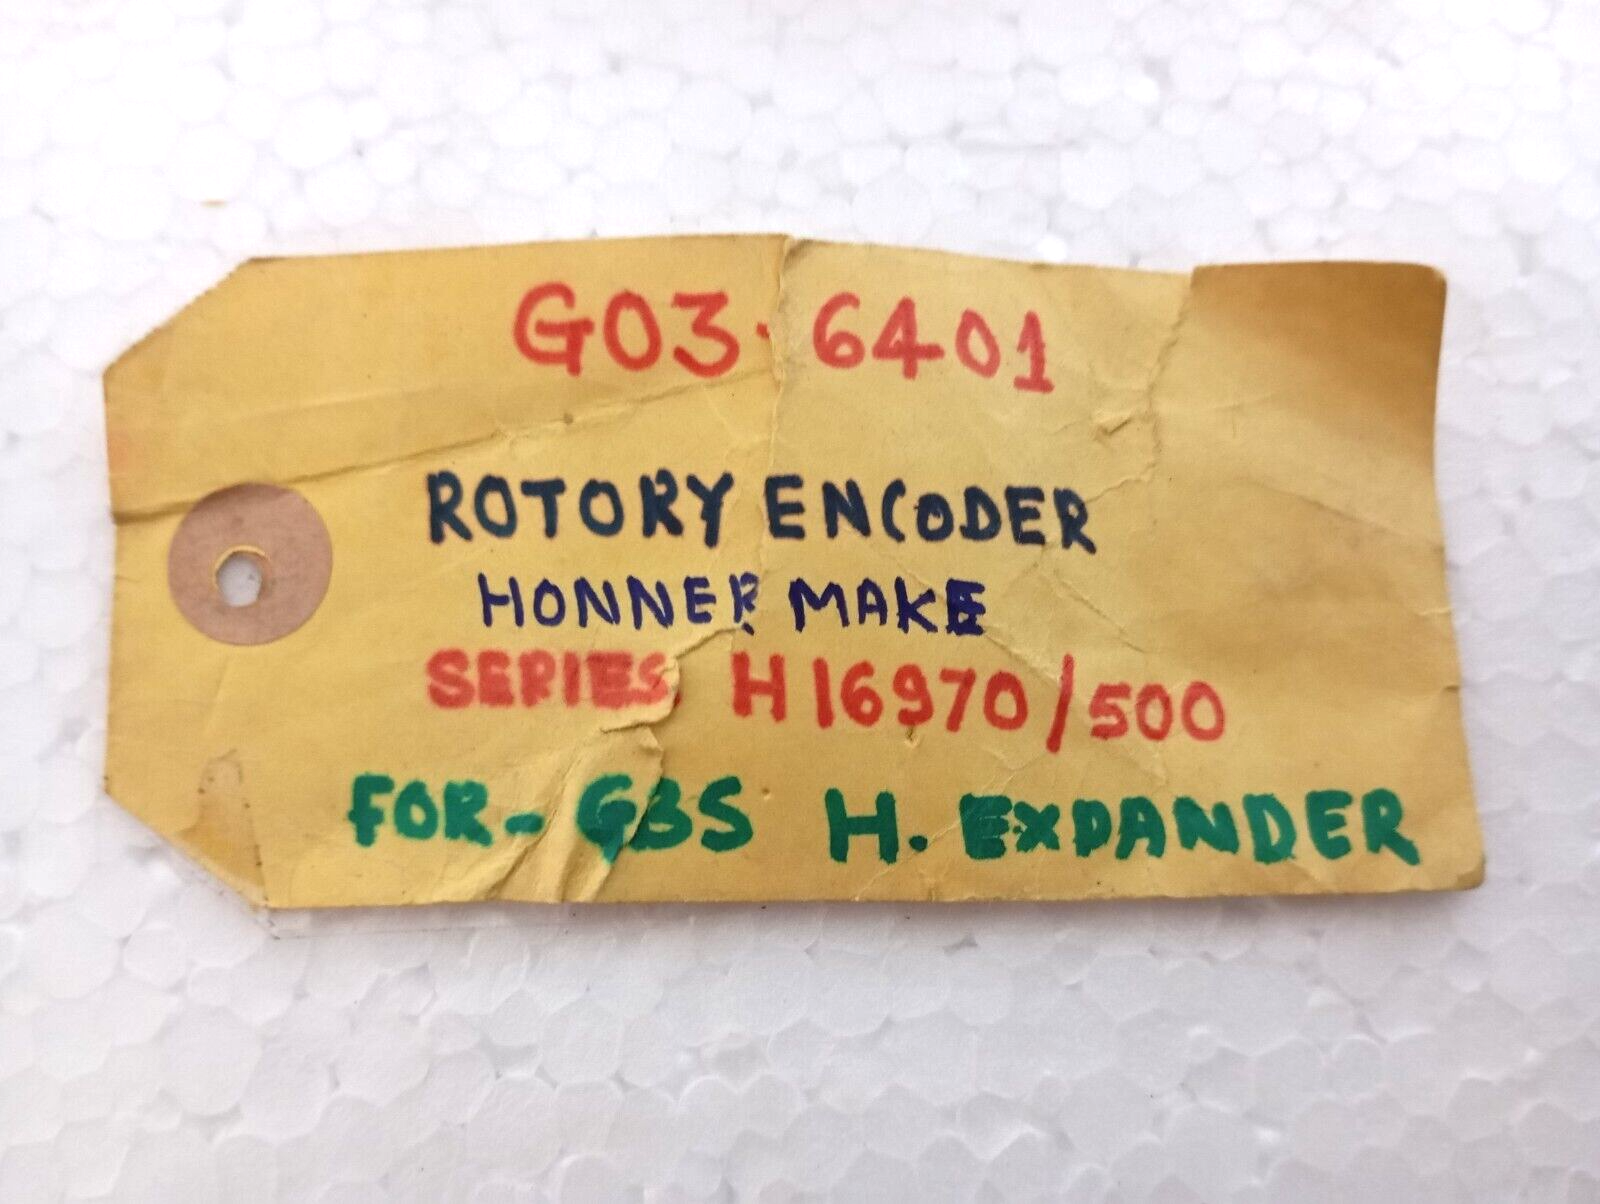 G03-6401
ROTORY ENCODER
HONNER MAKE
SERIES H16970/500
FOR - GBS H. EXPANDER